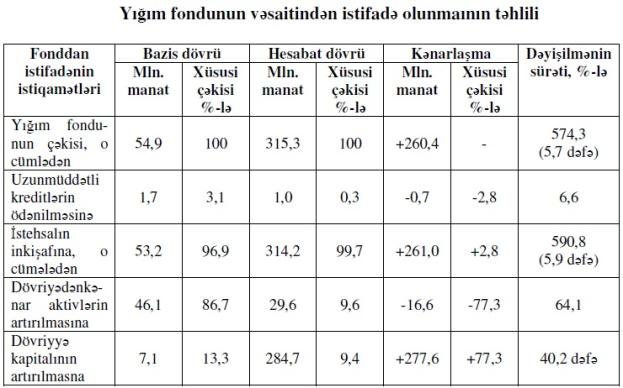 Yığım fondunun vəsaitindən istifadə olunmaının təhlili
Fonddan istifadənin istiqamətləri | Bazis dövrü | Hesabat dövrü | Kənarlaşma | Dəyişilmənin sürəti, %-lə
Mln. manat | Xüsusi çəkisi %-lə | Mln. manat | Xüsusi çəkisi %-lə | Mln. manat | Xüsusi çəkisi %-lə
Yığım fondu-nun çəkisi, o cümlədən | 54,9 | 100 | 315,3 | 100 | +260,4 | - | 574,3 (5,7 dəfə)
Uzunmüddətli kreditlərin ödənilməsinə | 1,7 | 3,1 | 1,0 | 0,3 | -0,7 | -2,8 | 6,6
İstehsalın inkişafına, o cümələdən | 53,2 | 96,9 | 314,2 | 99,7 | +261,0 | +2,8 | 590,8 (5,9 dəfə)
Dövriyədənkə-nar aktivlərin artırılmasına | 46,1 | 86,7 | 29,6 | 9,6 | -16,6 | -77,3 | 64,1
Dövriyyə kapitalının artırılmasna | 7,1 | 13,3 | 284,7 | 9,4 | +277,6 | +77,3 | 40,2 dəfə